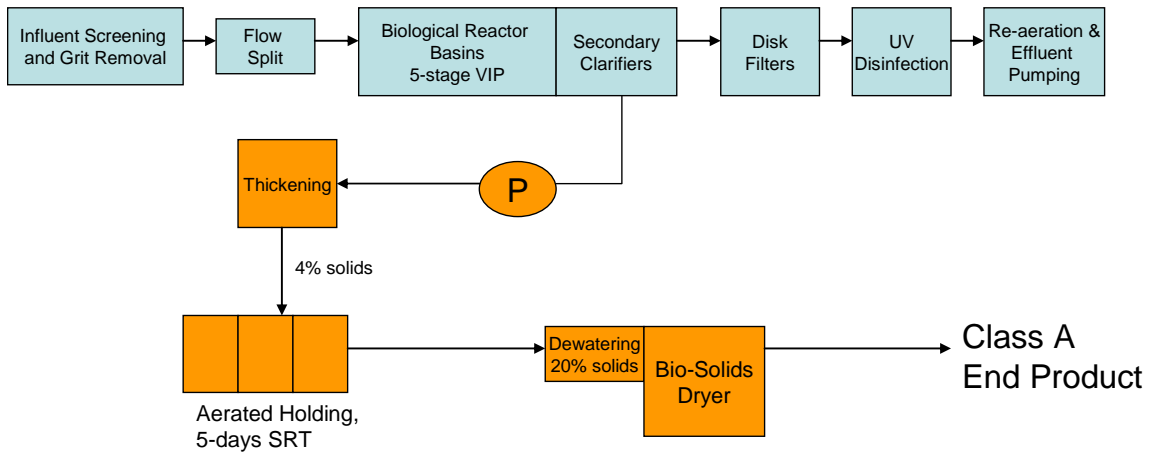 Influent Screening
and Grit Removal
Flow
Split
Biological Reactor
Basins
5-stage VIP
Secondary
Clarifiers
Disk
Filters
UV
Disinfection
Re-aeration &
Effluent
Pumping
Thickening
P
4% solids
Aerated Holding,
5-days SRT
Dewatering
20% solids
Bio-Solids
Dryer
Class A
End Product